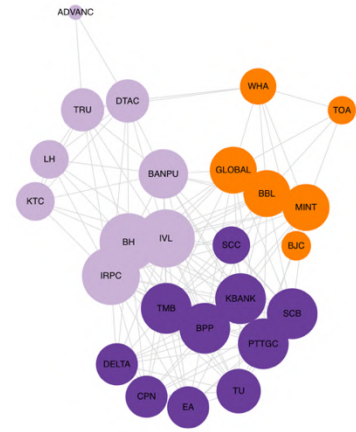 ADVANC
DTAC
TRU
WHA
TOA
LH
BANPU
GLOBAL
BBL
KTC
MINT
BH
IVL
SCC
BJC
IRPC
KBANK
TMB
SCB
BPP
PTTGC
DELTA
TU
CPN
EA